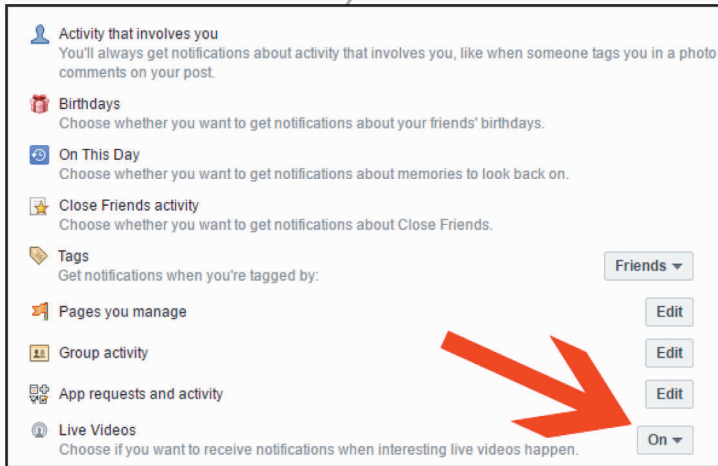 Activity that involves you
You'll always get notifications about activity that involves you, like when someone tags you in a photo
comments on your post.
Birthdays
Choose whether you want to get notifications about your friends' birthdays.
On This Day
Choose whether you want to get notifications about memories to look back on.
Close Friends activity
Choose whether you want to get notifications about Close Friends.
Tags
Get notifications when you're tagged by:
Friends
Pages you manage
Edit
Group activity
Edit
App requests and activity
Edit
Live Videos
Choose if you want to receive notifications when interesting live videos happen.
On